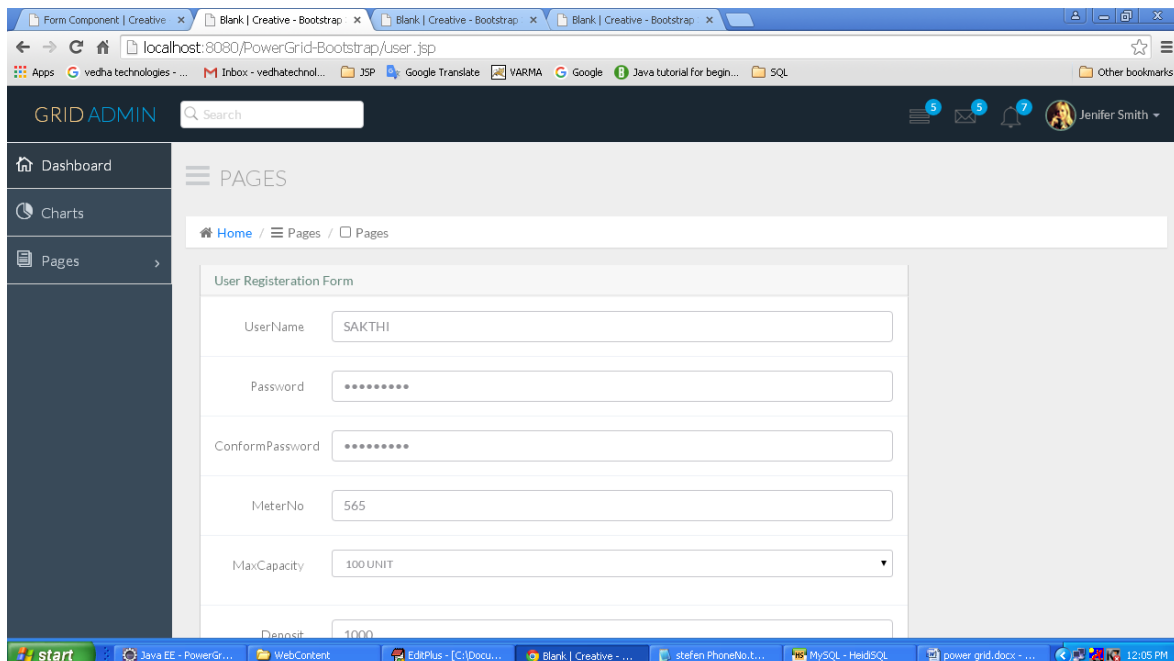 Form Component | Creative
Blank | Creative - Bootstrap
Blank | Creative - Bootstrap
Blank | Creative - Bootstrap
localhost:8080/PowerGrid-Bootstrap/user.jsp
Apps vedha technologies - ... Inbox - vedhatechnol... JSP Google Translate VARMA Google Java tutorial for begin... SQL Other bookmarks
GRID ADMIN Search 5 5 7 Jenifer Smith
Dashboard
PAGES
Charts
Home / Pages / Pages
Pages
User Registeration Form
UserName SAKTHI
Password
ConformPassword
MeterNo 565
MaxCapacity 100 UNIT
Deposit 1000
start Java EE - PowerGr... WebContent EditPlus - [C:\Docu... Blank | Creative - ... stefen PhoneNo.t... MySQL - HeidiSQL power grid.docx - ... 12:05 PM